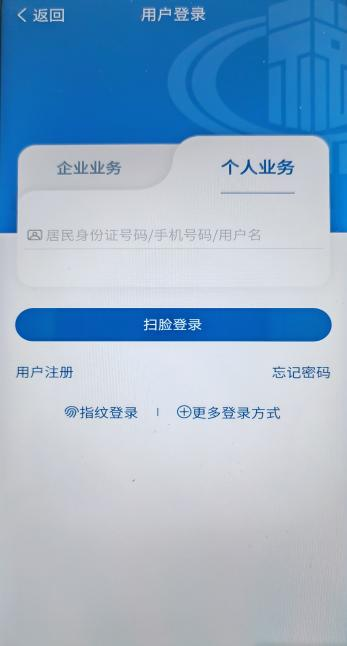 返回
用户登录
企业业务
个人业务
居民身份证号码/手机号码/用户名
扫脸登录
用户注册
忘记密码
指纹登录
更多登录方式